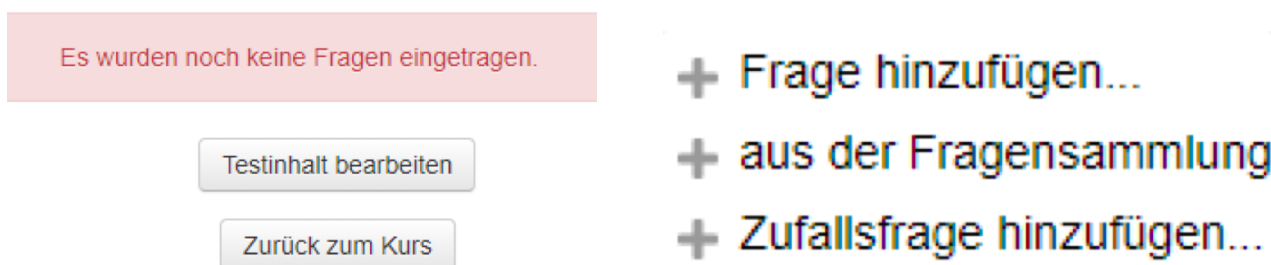 Es wurden noch keine Fragen eingetragen.
Testinhalt bearbeiten
Zurück zum Kurs
Frage hinzufügen...
aus der Fragensammlung
Zufallsfrage hinzufügen...